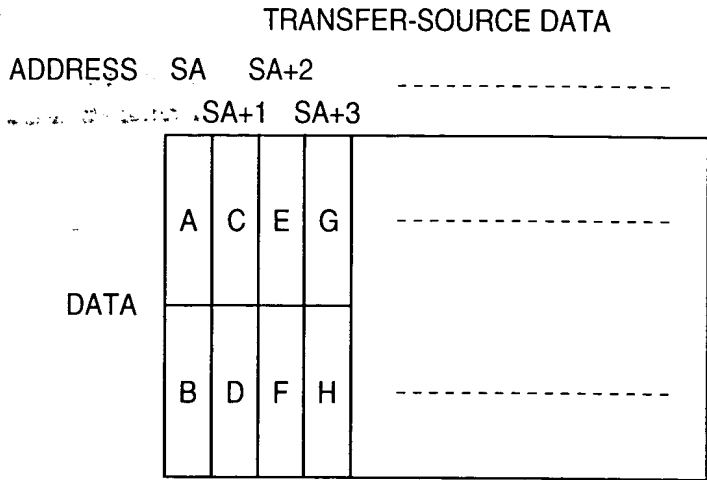 TRANSFER-SOURCE DATA
ADDRESS SA SA+2
SA+1 SA+3
A C E G
DATA
B D F H